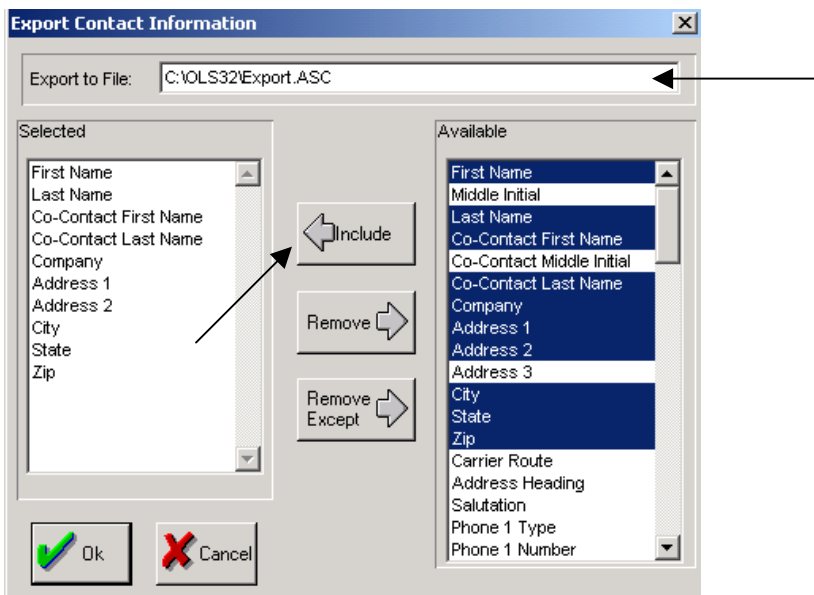 Export Contact Information
Export to File: C:\OLS32\Export.ASC
Selected
First Name
Last Name
Co-Contact First Name
Co-Contact Last Name
Company
Address 1
Address 2
City
State
Zip
Include
Remove
Remove
Except
Available
First Name
Middle Initial
Last Name
Co-Contact First Name
Co-Contact Middle Initial
Co-Contact Last Name
Company
Address 1
Address 2
Address 3
City
State
Zip
Carrier Route
Address Heading
Salutation
Phone 1 Type
Phone 1 Number
Ok
Cancel